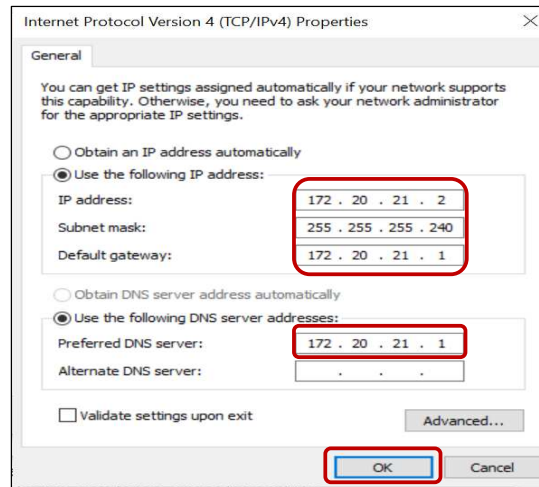 Internet Protocol Version 4 (TCP/IPv4) Properties
General
You can get IP settings assigned automatically if your network supports
this capability. Otherwise, you need to ask your network administrator
for the appropriate IP settings.
Obtain an IP address automatically
Use the following IP address:
IP address: 172 . 20 . 21 . 2
Subnet mask: 255 . 255 . 255 . 240
Default gateway: 172 . 20 . 21 . 1
Obtain DNS server address automatically
Use the following DNS server addresses:
Preferred DNS server: 172 . 20 . 21 . 1
Alternate DNS server: . . .
Validate settings upon exit
Advanced...
OK Cancel